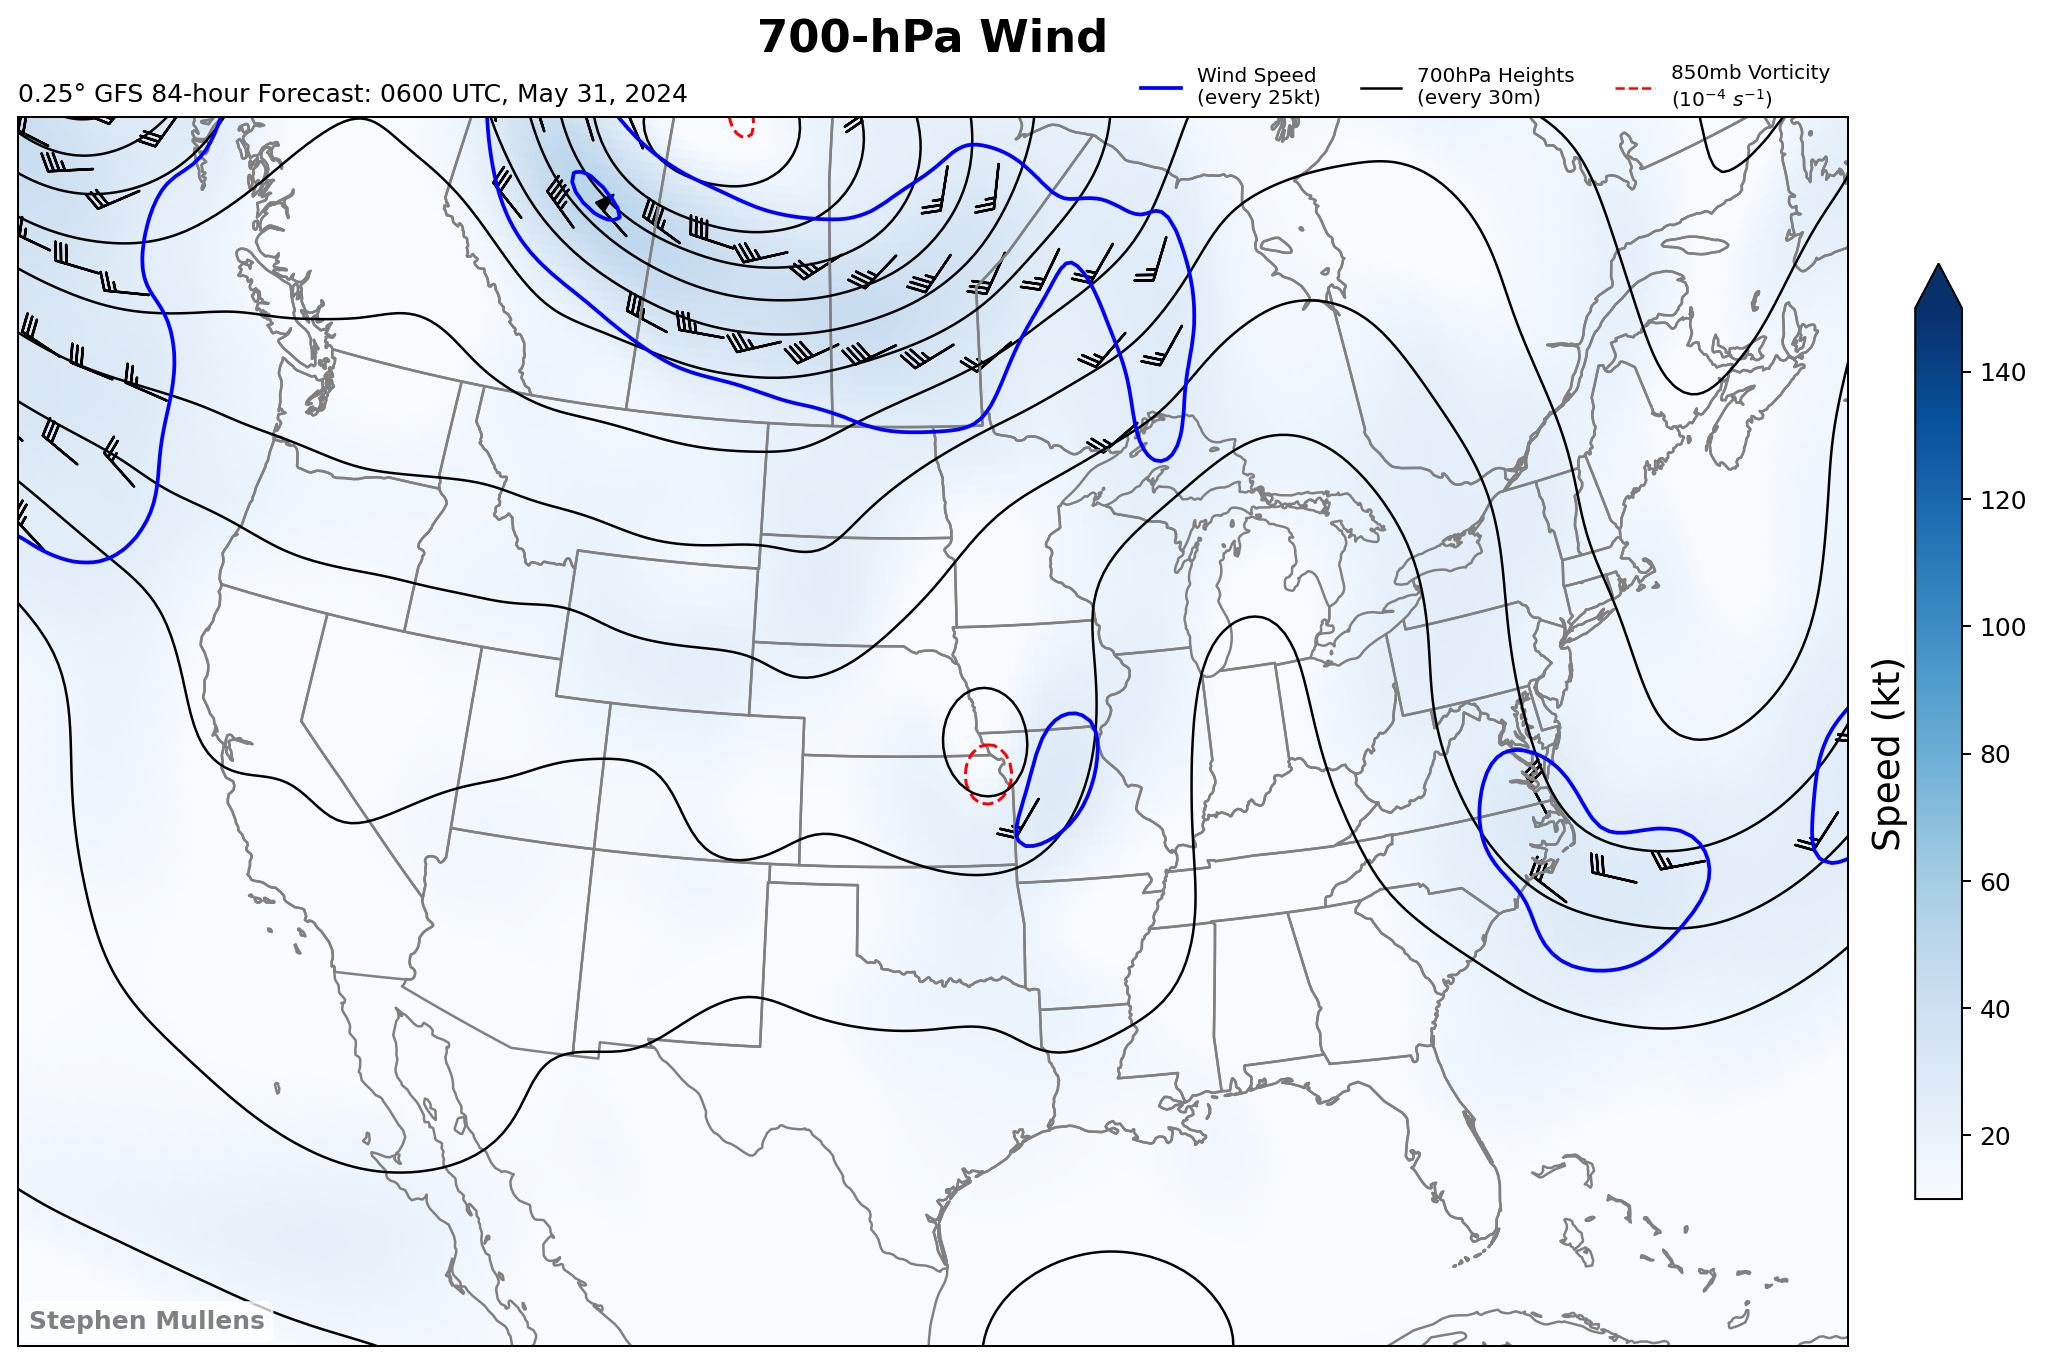 700-hPa Wind
0.25° GFS 84-hour Forecast: 0600 UTC, May 31, 2024
Wind Speed
(every 25kt)
700hPa Heights
(every 30m)
850mb Vorticity
(10⁻⁴ s⁻¹)
140
120
100
80
60
40
20
Speed (kt)
Stephen Mullens